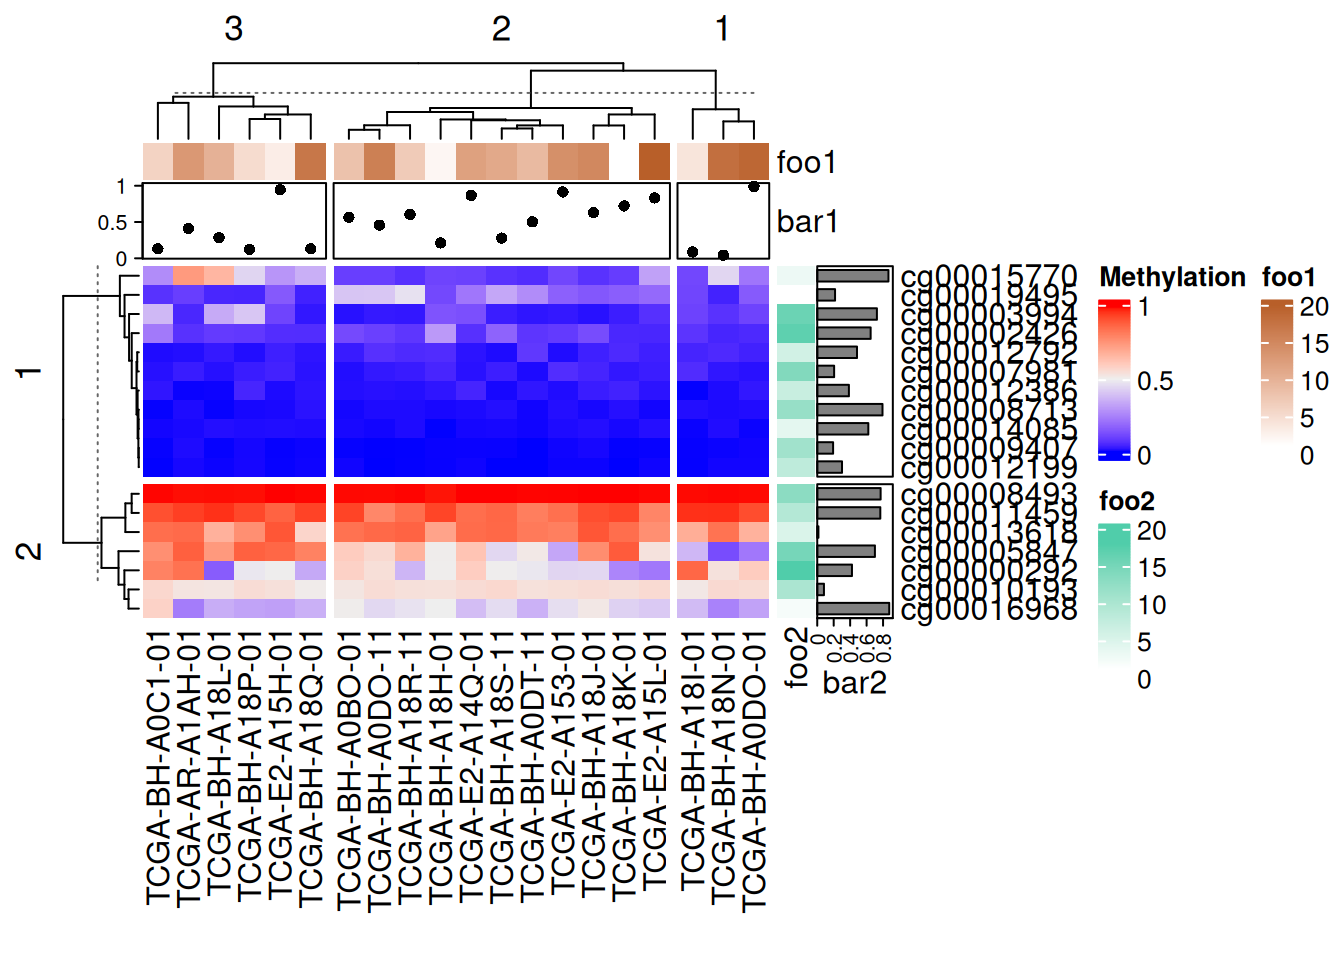 3 2 1
foo1
1
0.5
0
bar1
1
2
cg00015770
cg00019495
cg00003994
cg00002426
cg00012792
cg00007981
cg00012386
cg00008713
cg00014085
cg00009407
cg00012199
cg00008493
cg00011459
cg00013618
cg00005847
cg00000292
cg00010193
cg00016968
foo2
0 0.2 0.4 0.6 0.8
bar2
TCGA-BH-A0C1-01
TCGA-AR-A1AH-01
TCGA-BH-A18L-01
TCGA-BH-A18P-01
TCGA-E2-A15H-01
TCGA-BH-A18Q-01
TCGA-BH-A0BO-01
TCGA-BH-A0DO-11
TCGA-BH-A18R-11
TCGA-BH-A18H-01
TCGA-E2-A14Q-01
TCGA-BH-A18S-11
TCGA-BH-A0DT-11
TCGA-E2-A153-01
TCGA-BH-A18J-01
TCGA-BH-A18K-01
TCGA-E2-A15L-01
TCGA-BH-A18I-01
TCGA-BH-A18N-01
TCGA-BH-A0DO-01
Methylation
1
0.5
0
foo1
20
15
10
5
0
foo2
20
15
10
5
0